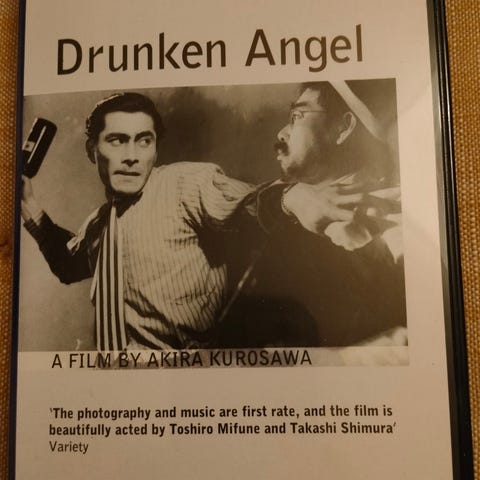 Drunken Angel
A FILM BY AKIRA KUROSAWA
'The photography and music are first rate, and the film is
beautifully acted by Toshiro Mifune and Takashi Shimura'
Variety